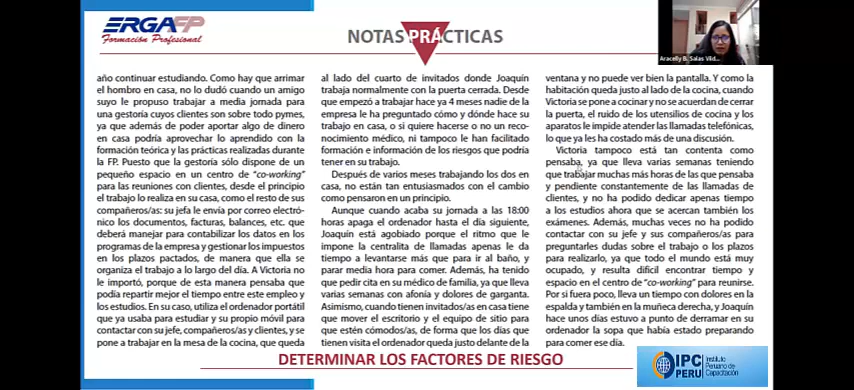 ERGAFP
Formación Profesional
NOTAS PRÁCTICAS
Aracelly B. Salas Vild...
año continuar estudiando. Como hay que arrimar
el hombro en casa, no lo dudó cuando un amigo
suyo le propuso trabajar a media jornada para
una gestoría cuyos clientes son sobre todo pymes,
ya que además de poder aportar algo de dinero
en casa podría aprovechar lo aprendido con la
formación teórica y las prácticas realizadas durante
la FP. Puesto que la gestoría sólo dispone de un
pequeño espacio en un centro de “co-working”
para las reuniones con clientes, desde el principio
el trabajo lo realiza en su casa, como el resto de sus
compañeros/as: su jefa le envía por correo electró-
nico los documentos, facturas, balances, etc. que
deberá manejar para contabilizar los datos en los
programas de la empresa y gestionar los impuestos
en los plazos pactados, de manera que ella se
organiza el trabajo a lo largo del día. A Victoria no
le importó, porque de esta manera pensaba que
podía repartir mejor el tiempo entre este empleo y
los estudios. En su caso, utiliza el ordenador portátil
que ya usaba para estudiar y su propio móvil para
contactar con su jefe, compañeros/as y clientes, y se
pone a trabajar en la mesa de la cocina, que queda
al lado del cuarto de invitados donde Joaquín
trabaja normalmente con la puerta cerrada. Desde
que empezó a trabajar hace ya 4 meses nadie de la
empresa le ha preguntado cómo y dónde hace su
trabajo en casa, o si quiere hacerse o no un reco-
nocimiento médico, ni tampoco le han facilitado
formación e información de los riesgos que podría
tener en su trabajo.
Después de varios meses trabajando los dos en
casa, no están tan entusiasmados con el cambio
como pensaron en un principio.
Aunque cuando acaba su jornada a las 18:00
horas apaga el ordenador hasta el día siguiente,
Joaquín está agobiado porque el ritmo que le
impone la centralita de llamadas apenas le da
tiempo a levantarse más que para ir al baño, y
parar media hora para comer. Además, ha tenido
que pedir cita en su médico de familia, ya que lleva
varias semanas con afonía y dolores de garganta.
Asimismo, cuando tienen invitados/as en casa tiene
que mover el escritorio y el equipo de sitio para
que estén cómodos/as, de forma que los días que
tienen visita el ordenador queda justo delante de la
ventana y no puede ver bien la pantalla. Y como la
habitación queda justo al lado de la cocina, cuando
Victoria se pone a cocinar y no se acuerdan de cerrar
la puerta, el ruido de los utensilios de cocina y los
aparatos le impide atender las llamadas telefónicas,
lo que ya les ha costado más de una discusión.
Victoria tampoco está tan contenta como
pensaba, ya que lleva varias semanas teniendo
que trabajar muchas más horas de las que pensaba
y pendiente constantemente de las llamadas de
clientes, y no ha podido dedicar apenas tiempo
a los estudios ahora que se acercan también los
exámenes. Además, muchas veces no ha podido
contactar con su jefe y sus compañeros/as para
preguntarles dudas sobre el trabajo o los plazos
para realizarlo, ya que todo el mundo está muy
ocupado, y resulta difícil encontrar tiempo y
espacio en el centro de “co-working” para reunirse.
Por si fuera poco, lleva un tiempo con dolores en la
espalda y también en la muñeca derecha, y Joaquín
hace unos días estuvo a punto de derramar en su
ordenador la sopa que había estado preparando
para comer ese día.
DETERMINAR LOS FACTORES DE RIESGO
IPC
PERU
Instituto
Peruano de
Capacitación